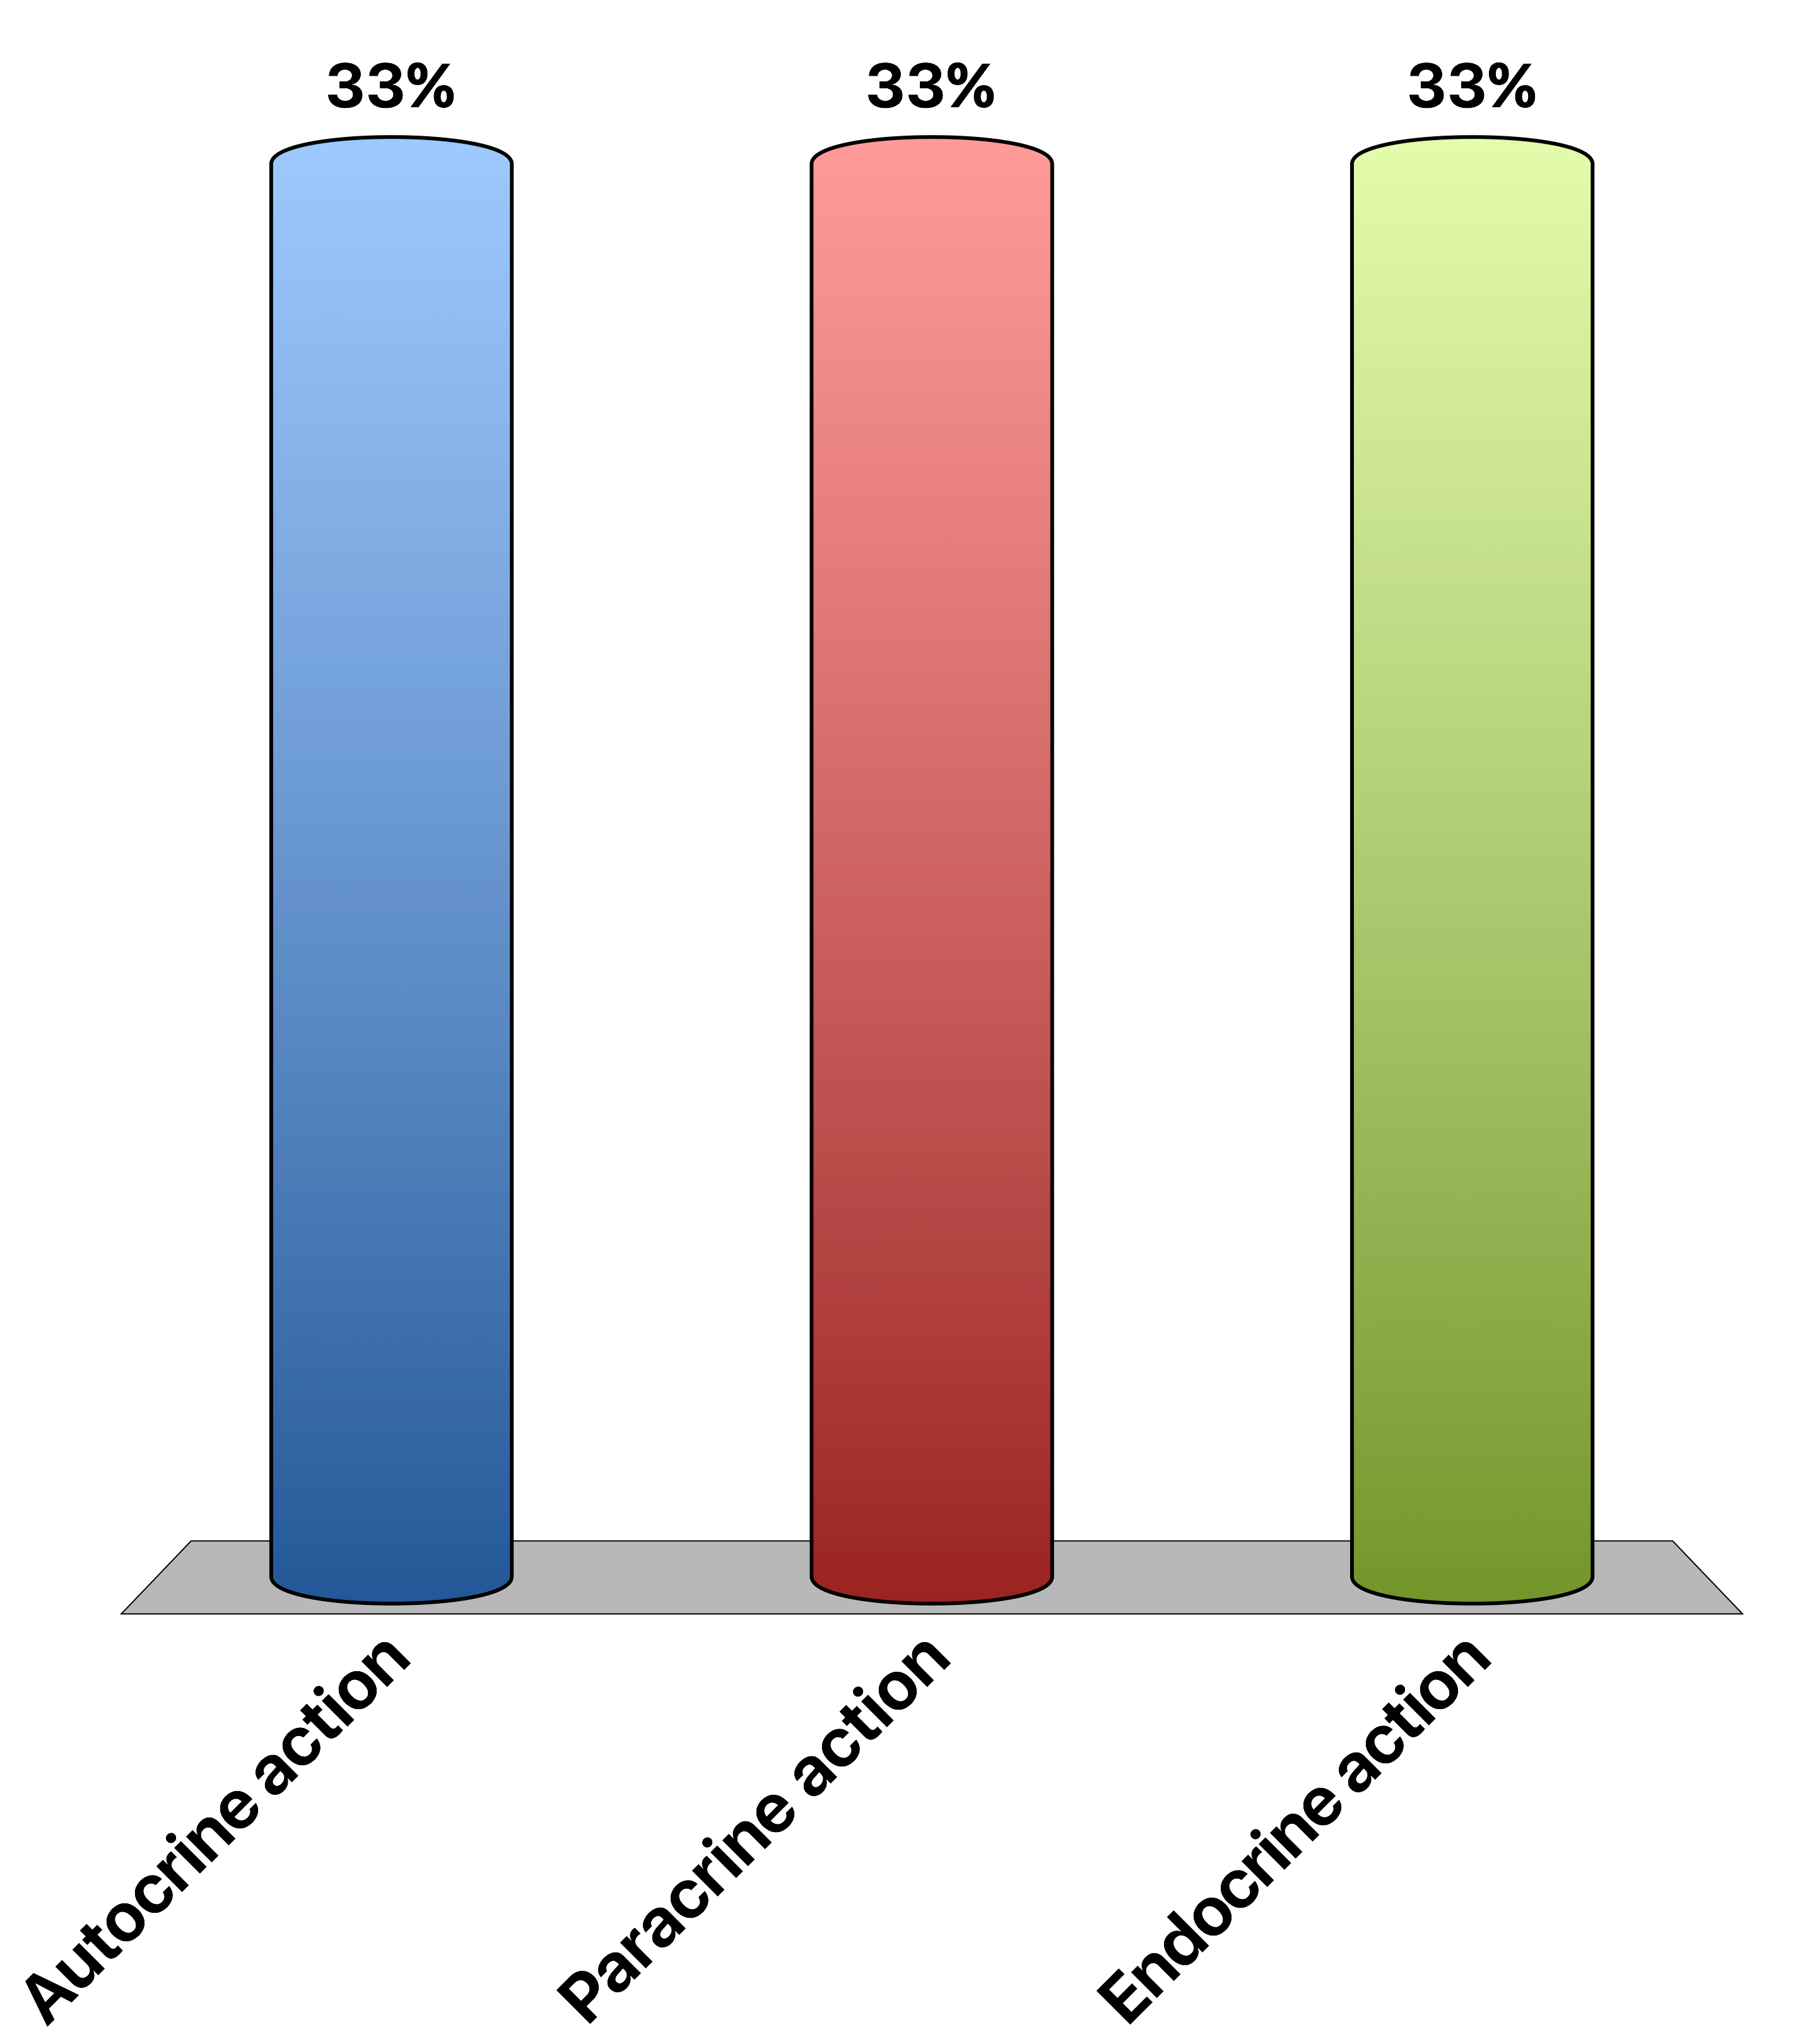 33%
33%
33%
Autocrine action
Paracrine action
Endocrine action